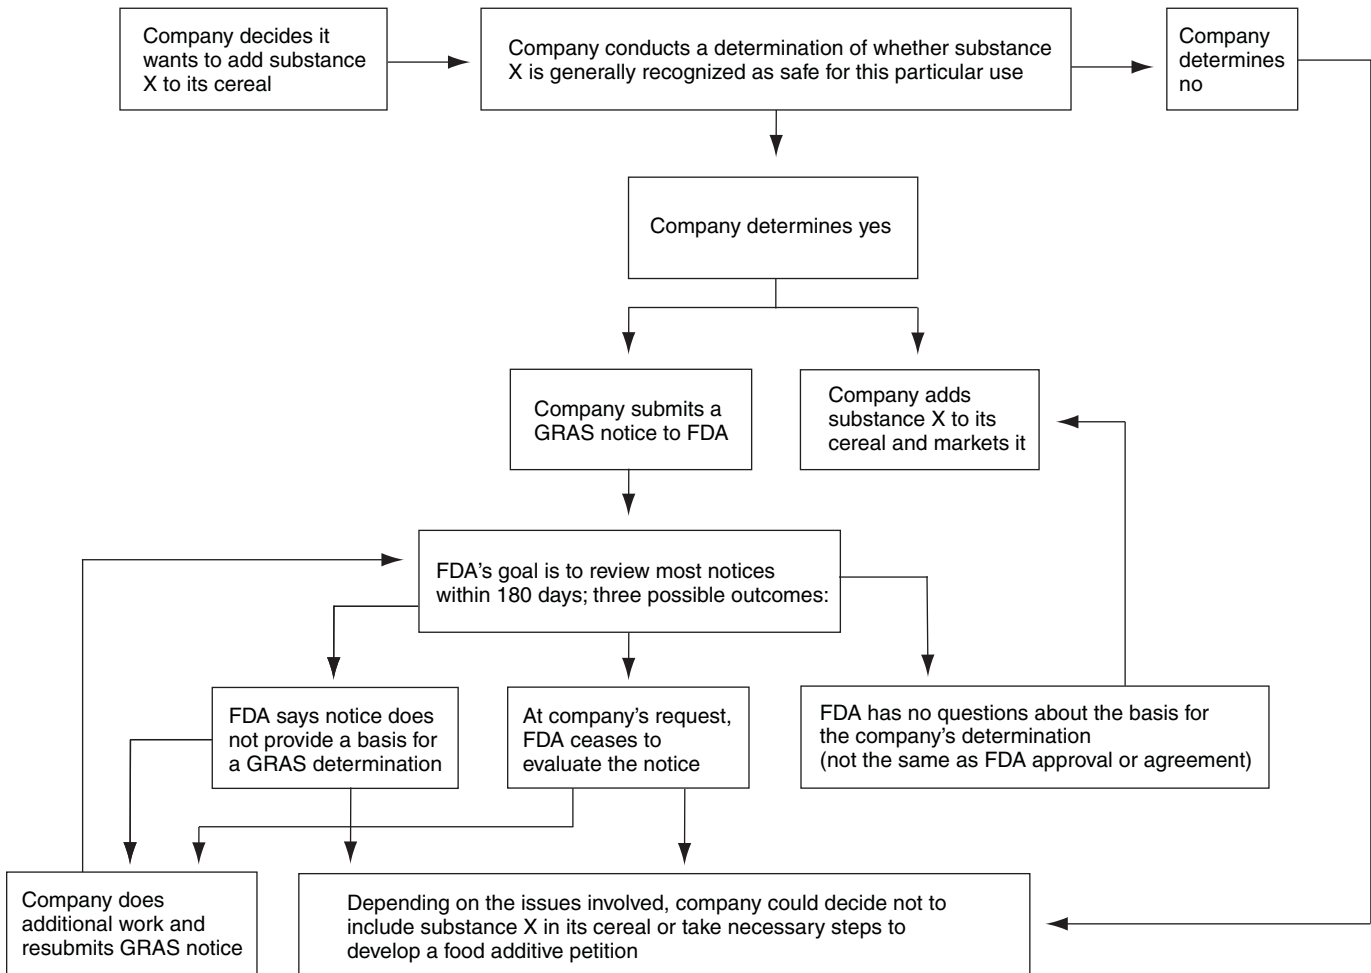 Company decides it
wants to add substance
X to its cereal
Company conducts a determination of whether substance
X is generally recognized as safe for this particular use
Company
determines
no
Company determines yes
Company submits a
GRAS notice to FDA
Company adds
substance X to its
cereal and markets it
FDA's goal is to review most notices
within 180 days; three possible outcomes:
FDA says notice does
not provide a basis for
a GRAS determination
At company's request,
FDA ceases to
evaluate the notice
FDA has no questions about the basis for
the company's determination
(not the same as FDA approval or agreement)
Company does
additional work and
resubmits GRAS notice
Depending on the issues involved, company could decide not to
include substance X in its cereal or take necessary steps to
develop a food additive petition